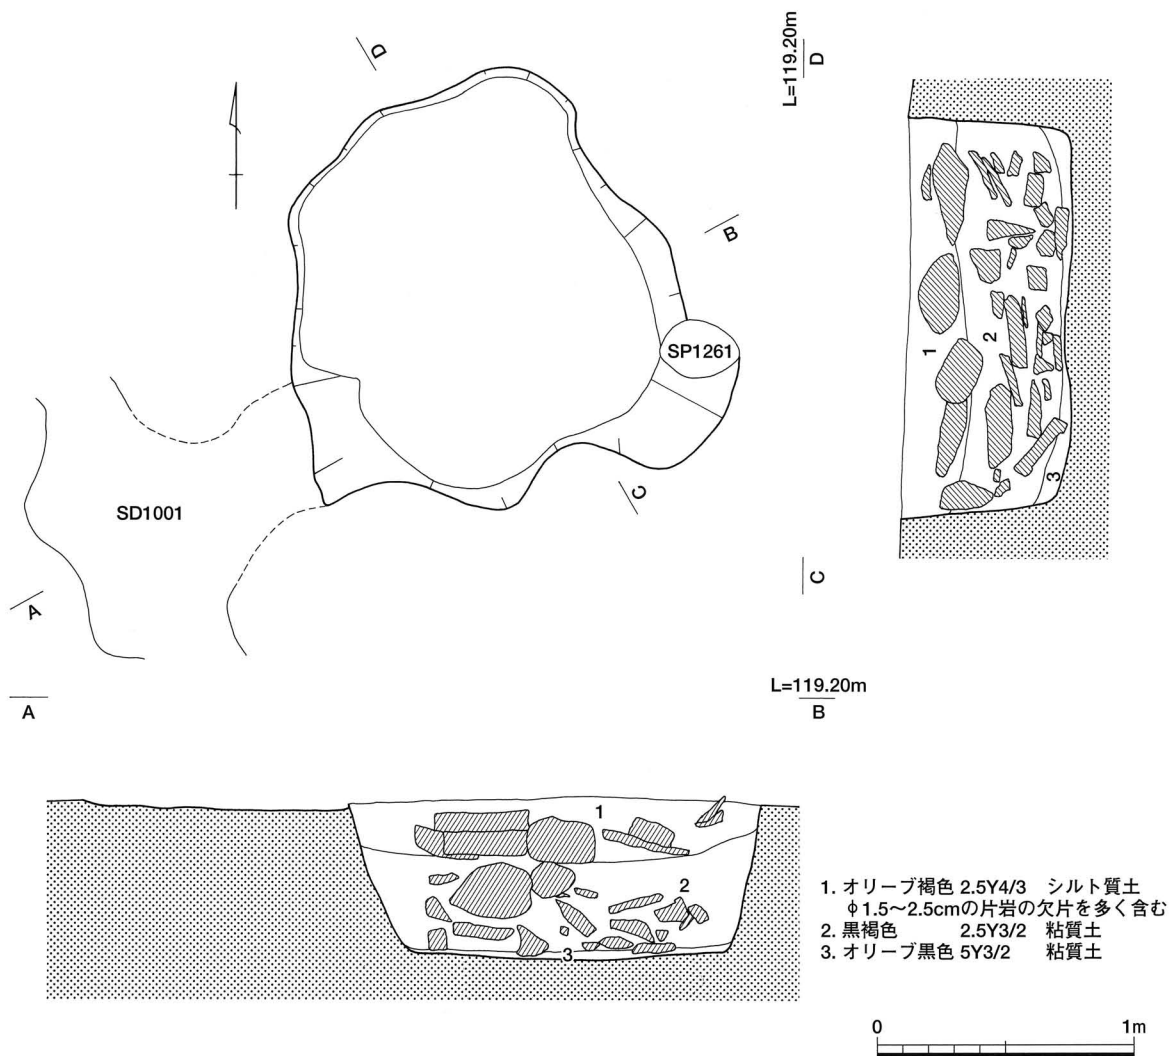 D
L=119.20m
D
B
SP1261
1
2
3
C
SD1001
A
C
A
L=119.20m
B
1
2
3
1. オリーブ褐色 2.5Y4/3 シルト質土
φ1.5〜2.5cmの片岩の欠片を多く含む
2. 黒褐色 2.5Y3/2 粘質土
3. オリーブ黒色 5Y3/2 粘質土
0 1m